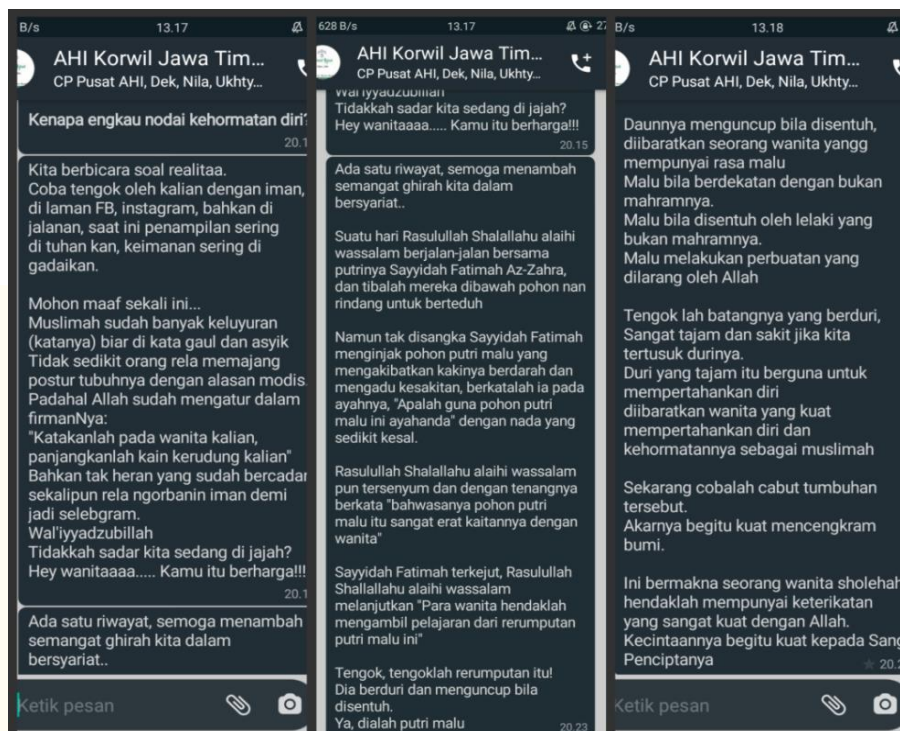 B/s 13.17
AHI Korwil Jawa Tim...
CP Pusat AHI, Dek, Nila, Ukhty...
Kenapa engkau nodai kehormatan diri?
20.1
Kita berbicara soal realitaa.
Coba tengok oleh kalian dengan iman,
di laman FB, instagram, bahkan di
jalanan, saat ini penampilan sering
di tuhan kan, keimanan sering di
gadaikan.
Mohon maaf sekali ini...
Muslimah sudah banyak keluyuran
(katanya) biar di kata gaul dan asyik
Tidak sedikit orang rela memajang
postur tubuhnya dengan alasan modis.
Padahal Allah sudah mengatur dalam
firmanNya:
"Katakanlah pada wanita kalian,
panjangkanlah kain kerudung kalian"
Bahkan tak heran yang sudah bercadar
sekalipun rela ngorbanin iman demi
jadi selebgram.
Wal'iyyadzubillah
Tidakkah sadar kita sedang di jajah?
Hey wanitaaaa..... Kamu itu berharga!!!
20.1
Ada satu riwayat, semoga menambah
semangat ghirah kita dalam
bersyariat..
Ketik pesan
628 B/s 13.17 27
AHI Korwil Jawa Tim...
CP Pusat AHI, Dek, Nila, Ukhty...
Wal'iyyadzubillah
Tidakkah sadar kita sedang di jajah?
Hey wanitaaaa..... Kamu itu berharga!!!
20.15
Ada satu riwayat, semoga menambah
semangat ghirah kita dalam
bersyariat..
Suatu hari Rasulullah Shalallahu alaihi
wassalam berjalan-jalan bersama
putrinya Sayyidah Fatimah Az-Zahra,
dan tibalah mereka dibawah pohon nan
rindang untuk berteduh
Namun tak disangka Sayyidah Fatimah
menginjak pohon putri malu yang
mengakibatkan kakinya berdarah dan
mengadu kesakitan, berkatalah ia pada
ayahnya, "Apalah guna pohon putri
malu ini ayahanda" dengan nada yang
sedikit kesal.
Rasulullah Shalallahu alaihi wassalam
pun tersenyum dan dengan tenangnya
berkata "bahwasanya pohon putri
malu itu sangat erat kaitannya dengan
wanita"
Sayyidah Fatimah terkejut, Rasulullah
Shallallahu alaihi wassalam
melanjutkan "Para wanita hendaklah
mengambil pelajaran dari rerumputan
putri malu ini"
Tengok, tengoklah rerumputan itu!
Dia berduri dan menguncup bila
disentuh.
Ya, dialah putri malu
20.23
B/s 13.18
AHI Korwil Jawa Tim...
CP Pusat AHI, Dek, Nila, Ukhty...
Daunnya menguncup bila disentuh,
diibaratkan seorang wanita yangg
mempunyai rasa malu
Malu bila berdekatan dengan bukan
mahramnya.
Malu bila disentuh oleh lelaki yang
bukan mahramnya.
Malu melakukan perbuatan yang
dilarang oleh Allah
Tengok lah batangnya yang berduri,
Sangat tajam dan sakit jika kita
tertusuk durinya.
Duri yang tajam itu berguna untuk
mempertahankan diri
diibaratkan wanita yang kuat
mempertahankan diri dan
kehormatannya sebagai muslimah
Sekarang cobalah cabut tumbuhan
tersebut.
Akarnya begitu kuat mencengkram
bumi.
Ini bermakna seorang wanita sholehah
hendaklah mempunyai keterikatan
yang sangat kuat dengan Allah.
Kecintaannya begitu kuat kepada Sang
Penciptanya
20.2
Ketik pesan